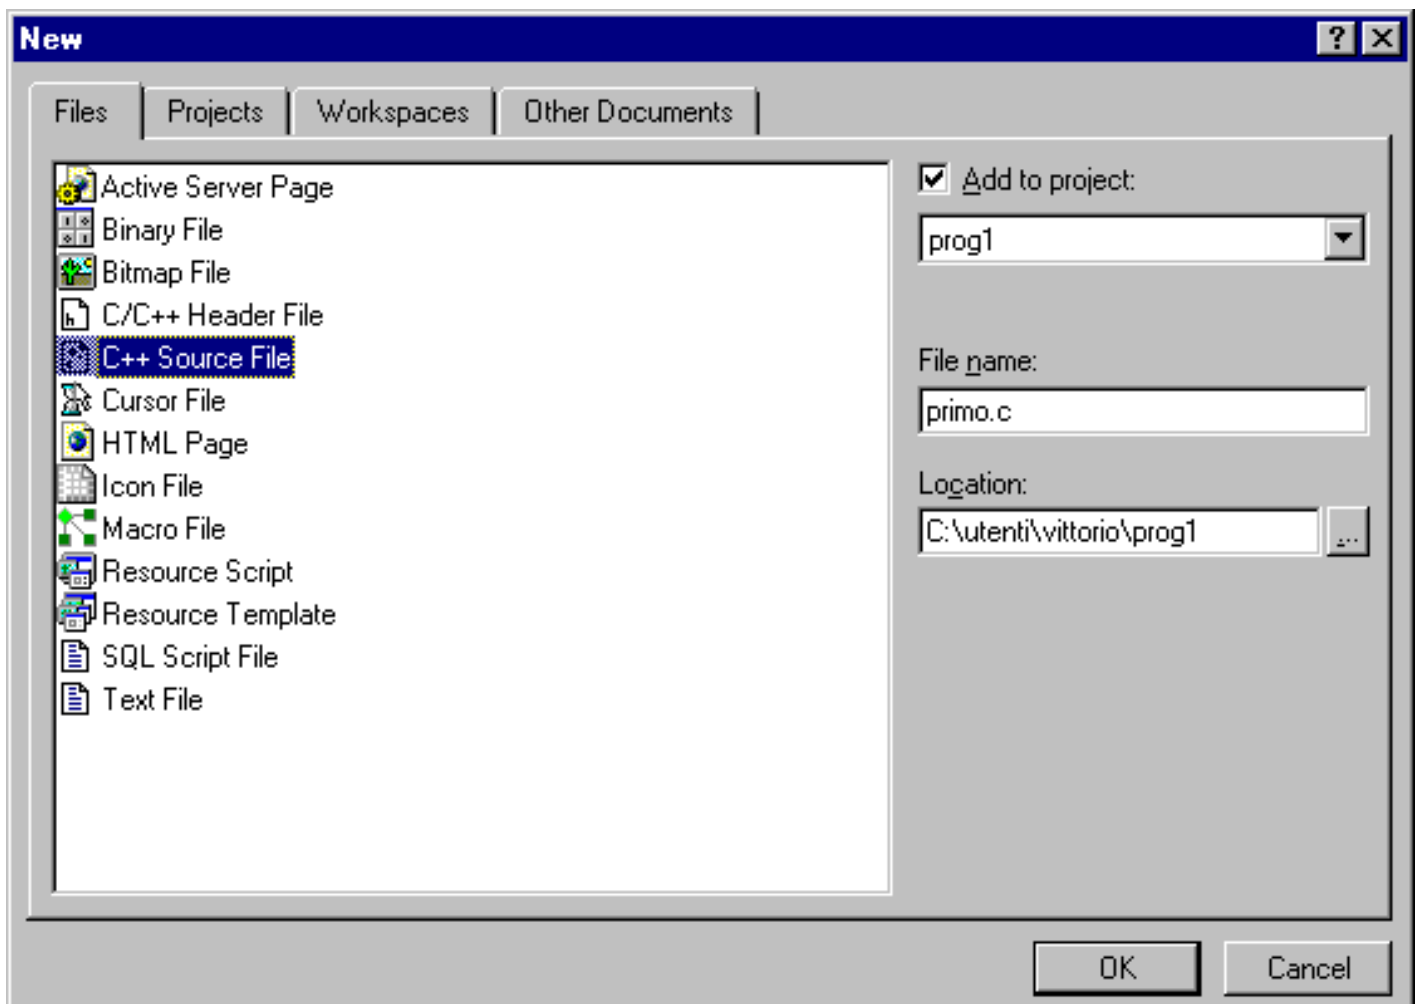 New
Files Projects Workspaces Other Documents
Active Server Page
Binary File
Bitmap File
C/C++ Header File
C++ Source File
Cursor File
HTML Page
Icon File
Macro File
Resource Script
Resource Template
SQL Script File
Text File
Add to project:
prog1
File name:
primo.c
Location:
C:\utenti\vittorio\prog1
...
OK Cancel